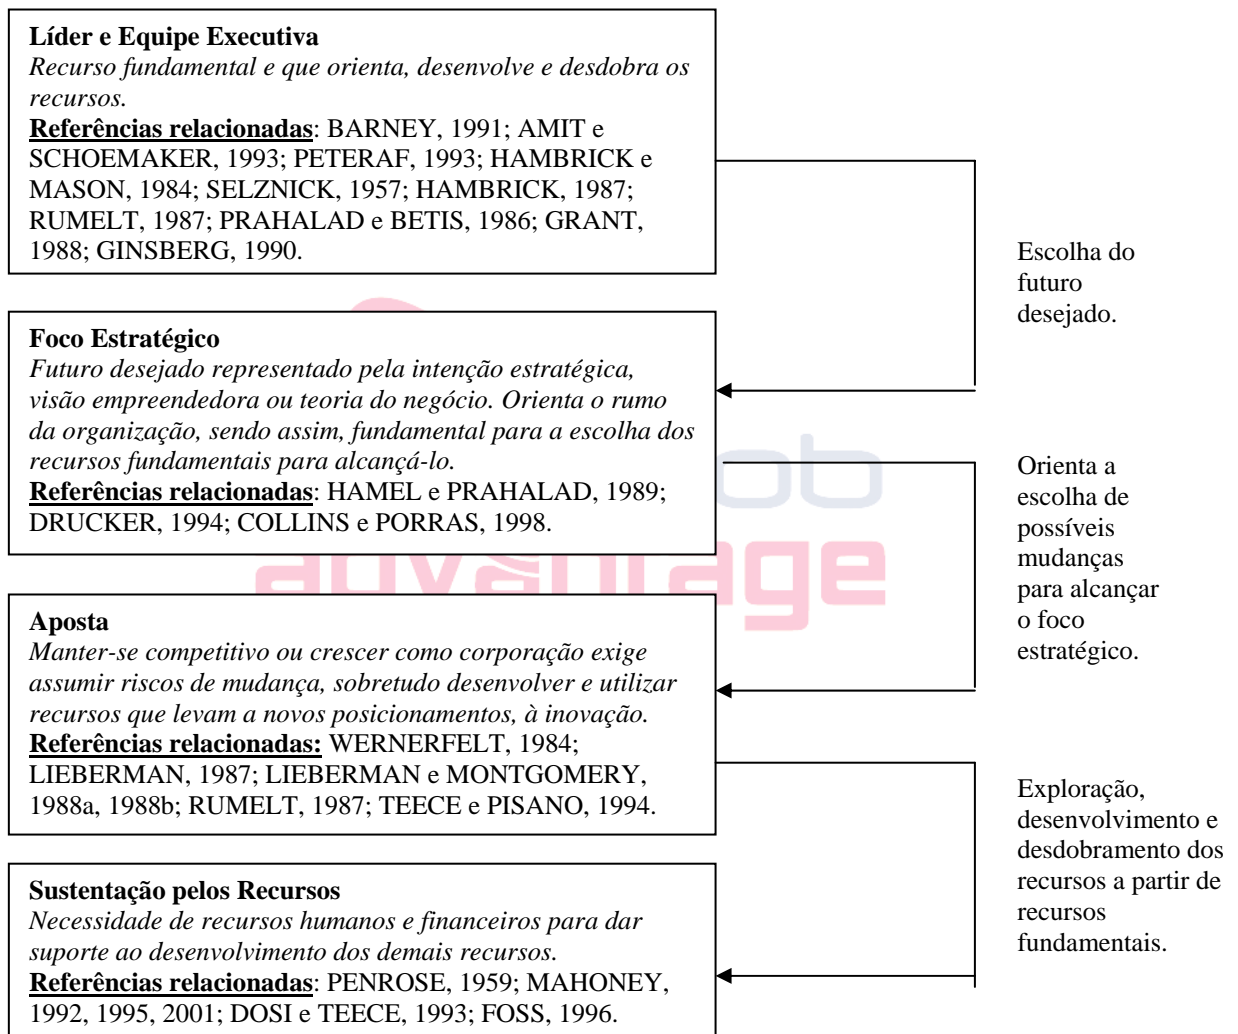 Líder e Equipe Executiva
Recurso fundamental e que orienta, desenvolve e desdobra os
recursos.
Referências relacionadas: BARNEY, 1991; AMIT e
SCHOEMAKER, 1993; PETERAF, 1993; HAMBRICK e
MASON, 1984; SELZNICK, 1957; HAMBRICK, 1987;
RUMELT, 1987; PRAHALAD e BETIS, 1986; GRANT,
1988; GINSBERG, 1990.
Escolha do
futuro
desejado.
Foco Estratégico
Futuro desejado representado pela intenção estratégica,
visão empreendedora ou teoria do negócio. Orienta o rumo
da organização, sendo assim, fundamental para a escolha dos
recursos fundamentais para alcançá-lo.
Referências relacionadas: HAMEL e PRAHALAD, 1989;
DRUCKER, 1994; COLLINS e PORRAS, 1998.
Orienta a
escolha de
possíveis
mudanças
para alcançar
o foco
estratégico.
Aposta
Manter-se competitivo ou crescer como corporação exige
assumir riscos de mudança, sobretudo desenvolver e utilizar
recursos que levam a novos posicionamentos, à inovação.
Referências relacionadas: WERNERFELT, 1984;
LIEBERMAN, 1987; LIEBERMAN e MONTGOMERY,
1988a, 1988b; RUMELT, 1987; TEECE e PISANO, 1994.
Exploração,
desenvolvimento e
desdobramento dos
recursos a partir de
recursos
fundamentais.
Sustentação pelos Recursos
Necessidade de recursos humanos e financeiros para dar
suporte ao desenvolvimento dos demais recursos.
Referências relacionadas: PENROSE, 1959; MAHONEY,
1992, 1995, 2001; DOSI e TEECE, 1993; FOSS, 1996.
advantage